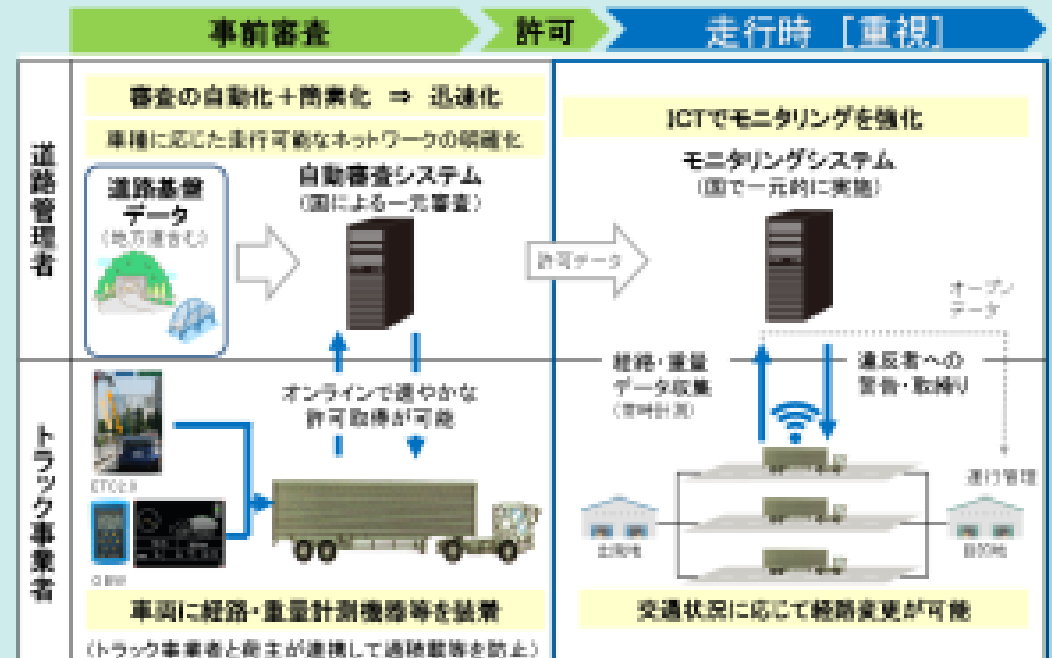 事前審査
許可
走行時 [重視]
道路管理者
審査の自動化＋簡素化 ⇒ 迅速化
車種に応じた走行可能なネットワークの明確化
道路基盤
データ
(地方道含む)
自動審査システム
(国による一元審査)
許可データ
ICTでモニタリングを強化
モニタリングシステム
(国で一元的に実施)
オープン
データ
オンラインで速やかな
許可取得が可能
経路・重量
データ収集
(常時計測)
違反者への
警告・取締り
トラック事業者
ETC2.0
OBW
車両に経路・重量計測機器等を装着
(トラック事業者と荷主が連携して過積載等を防止)
運行管理
出発地
目的地
交通状況に応じて経路変更が可能